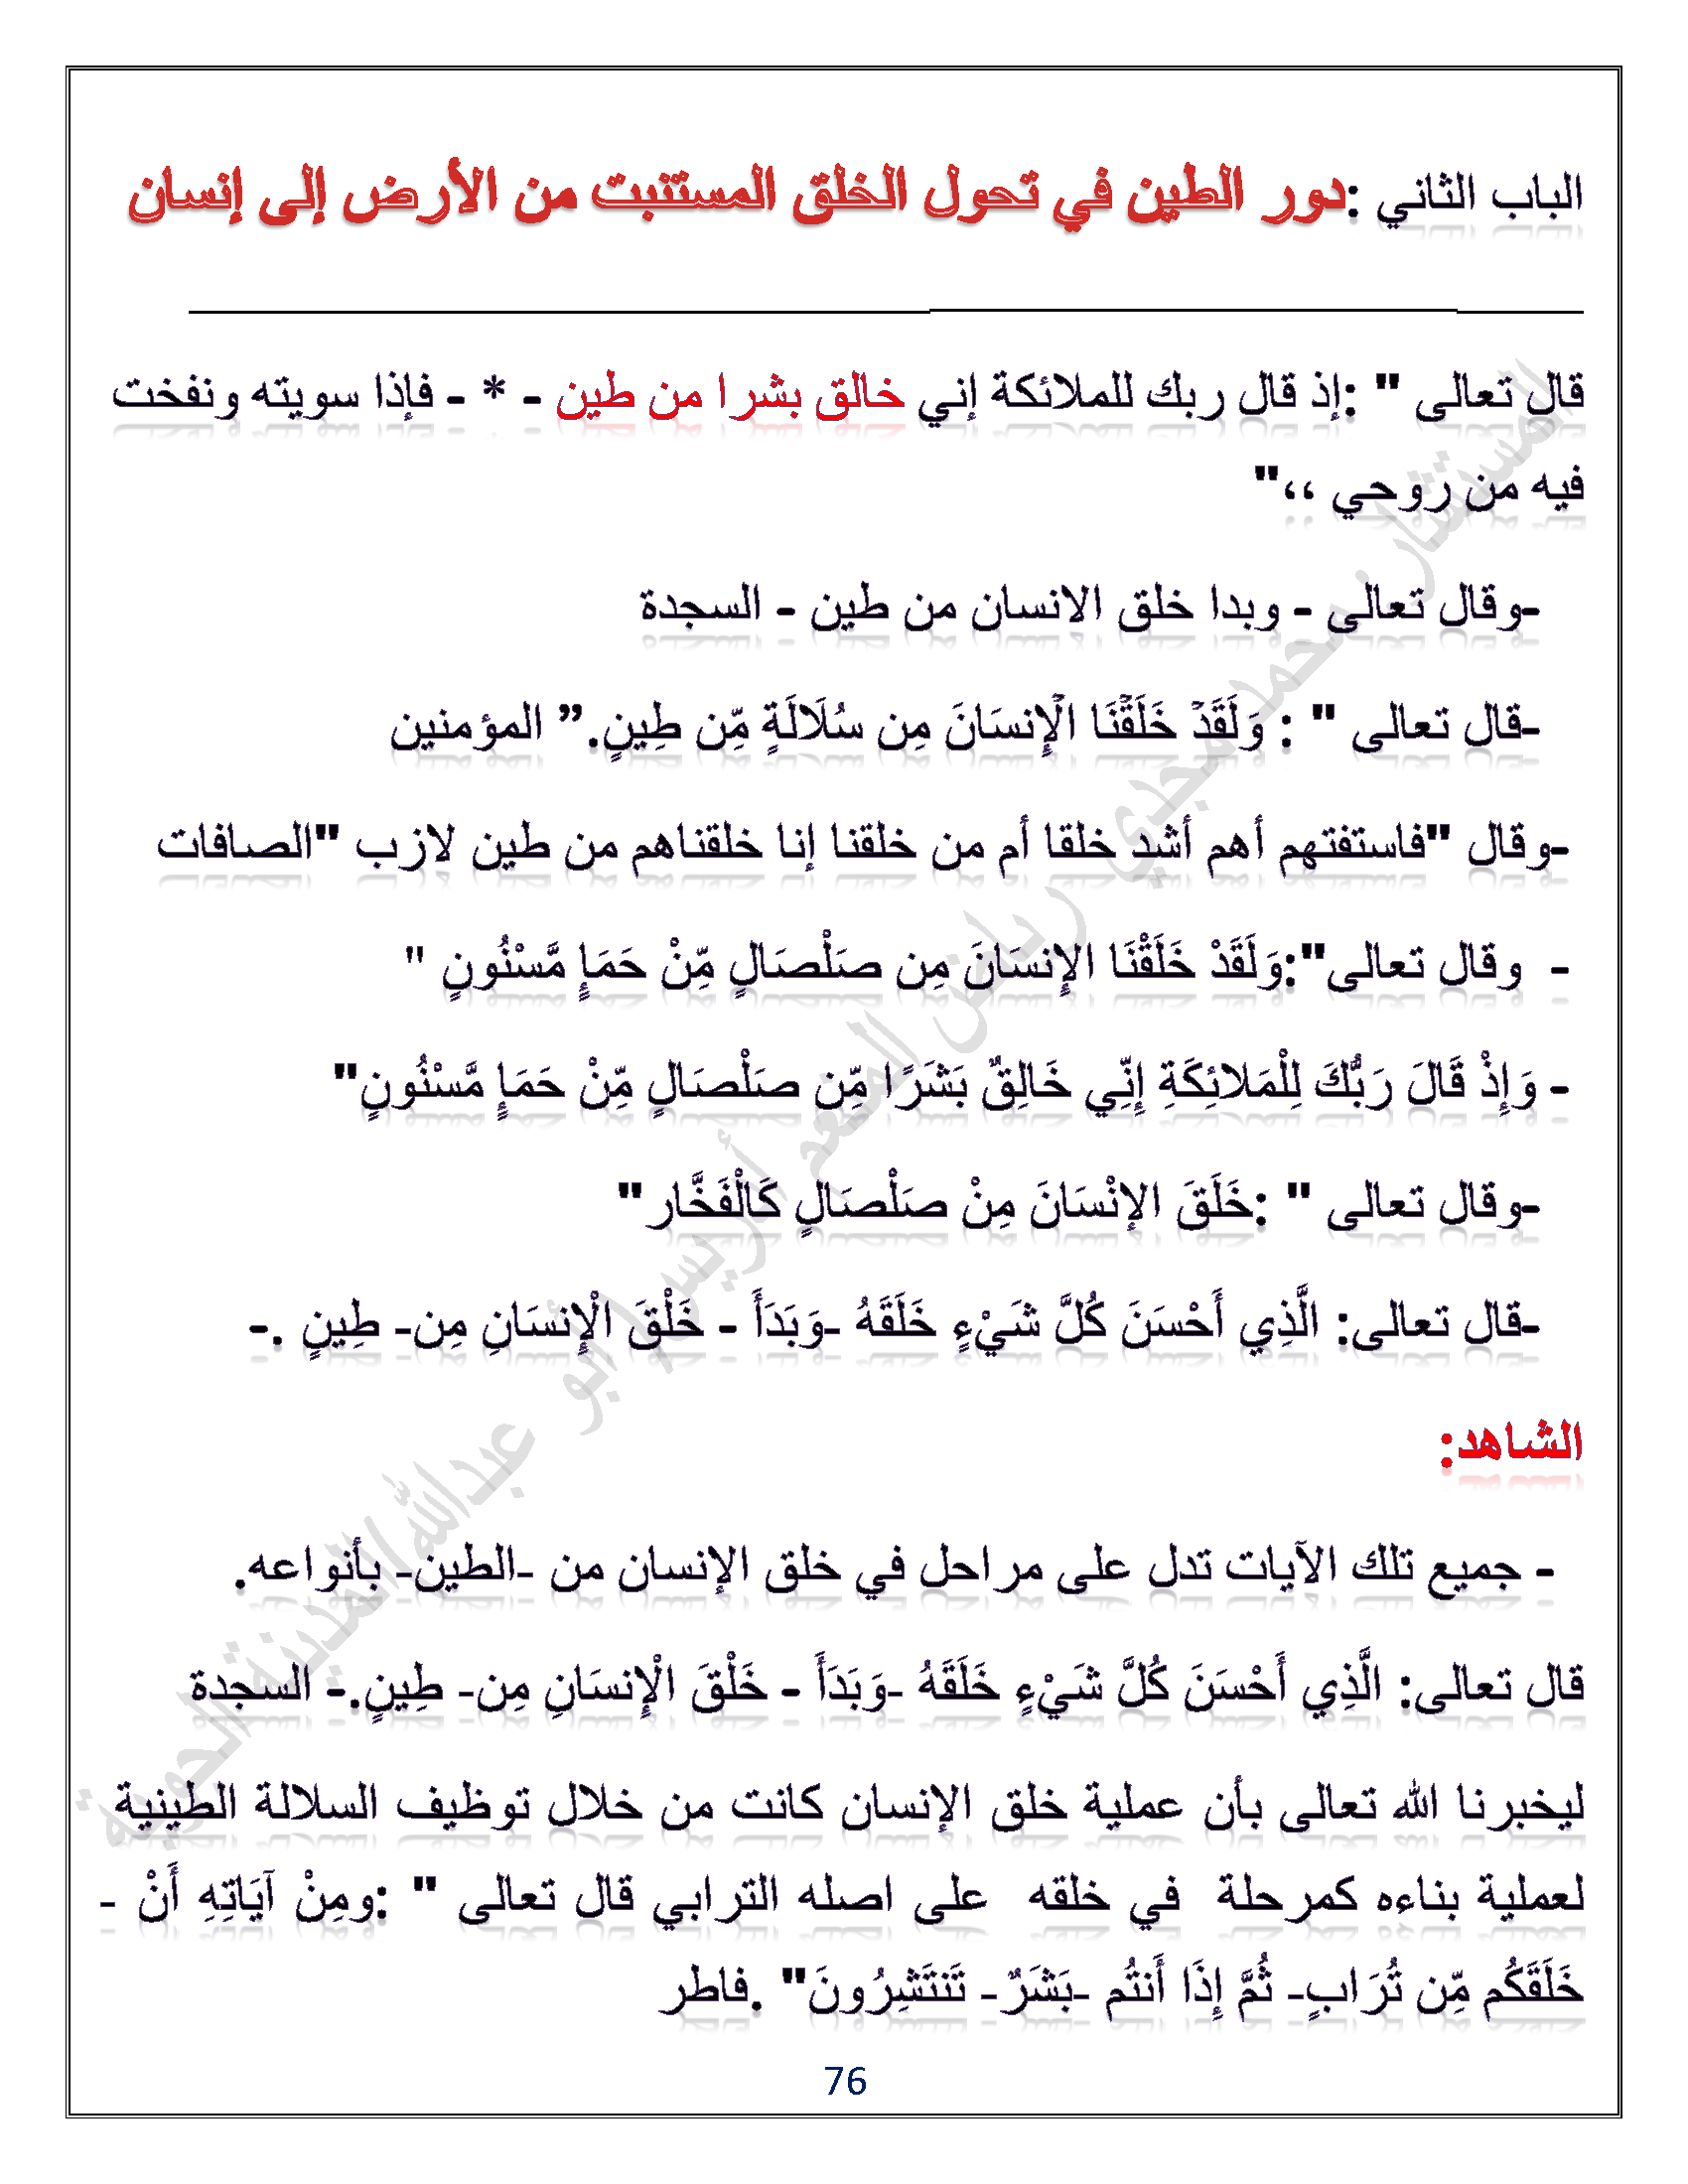 الباب الثاني :دور الطين في تحول الخلق المستنبت من الأرض إلى إنسان
قال تعالى " :إذ قال ربك للملائكة إني خالق بشرا من طين - * - فإذا سويته ونفخت
فيه من روحي ،،"
-وقال تعالى - وبدا خلق الانسان من طين - السجدة
-قال تعالى " : وَلَقَدْ خَلَقْنَا الْإِنسَانَ مِن سُلَالَةٍ مِّن طِينٍ.” المؤمنين
-وقال "فاستفتهم أهم أشد خلقا أم من خلقنا إنا خلقناهم من طين لازب "الصافات
- وقال تعالى":وَلَقَدْ خَلَقْنَا الإِنسَانَ مِن صَلْصَالٍ مِّنْ حَمَإٍ مَّسْنُونٍ "
- وَإِذْ قَالَ رَبُّكَ لِلْمَلائِكَةِ إِنِّي خَالِقٌ بَشَرًا مِّن صَلْصَالٍ مِّنْ حَمَإٍ مَّسْنُونٍ"
-وقال تعالى " :خَلَقَ الإنْسَانَ مِنْ صَلْصَالٍ كَالْفَخَّار"
-قال تعالى: الَّذِي أَحْسَنَ كُلَّ شَيْءٍ خَلَقَهُ -وَبَدَأَ - خَلْقَ الْإِنسَانِ مِن- طِينٍ .-
الشاهد:
- جميع تلك الآيات تدل على مراحل في خلق الإنسان من -الطين- بأنواعه.
قال تعالى: الَّذِي أَحْسَنَ كُلَّ شَيْءٍ خَلَقَهُ -وَبَدَأَ - خَلْقَ الْإِنسَانِ مِن- طِينٍ.- السجدة
ليخبرنا الله تعالى بأن عملية خلق الإنسان كانت من خلال توظيف السلالة الطينية
لعملية بناءه كمرحلة في خلقه على اصله الترابي قال تعالى " :ومِنْ آيَاتِهِ أَنْ -
خَلَقَكُم مِّن تُرَابٍ- ثُمَّ إِذَا أَنتُم -بَشَرٌ- تَنتَشِرُونَ" .فاطر
76
المستشار محمد مجدي رياض المنعم أدريس أبو عبدالله المدينة الحوية